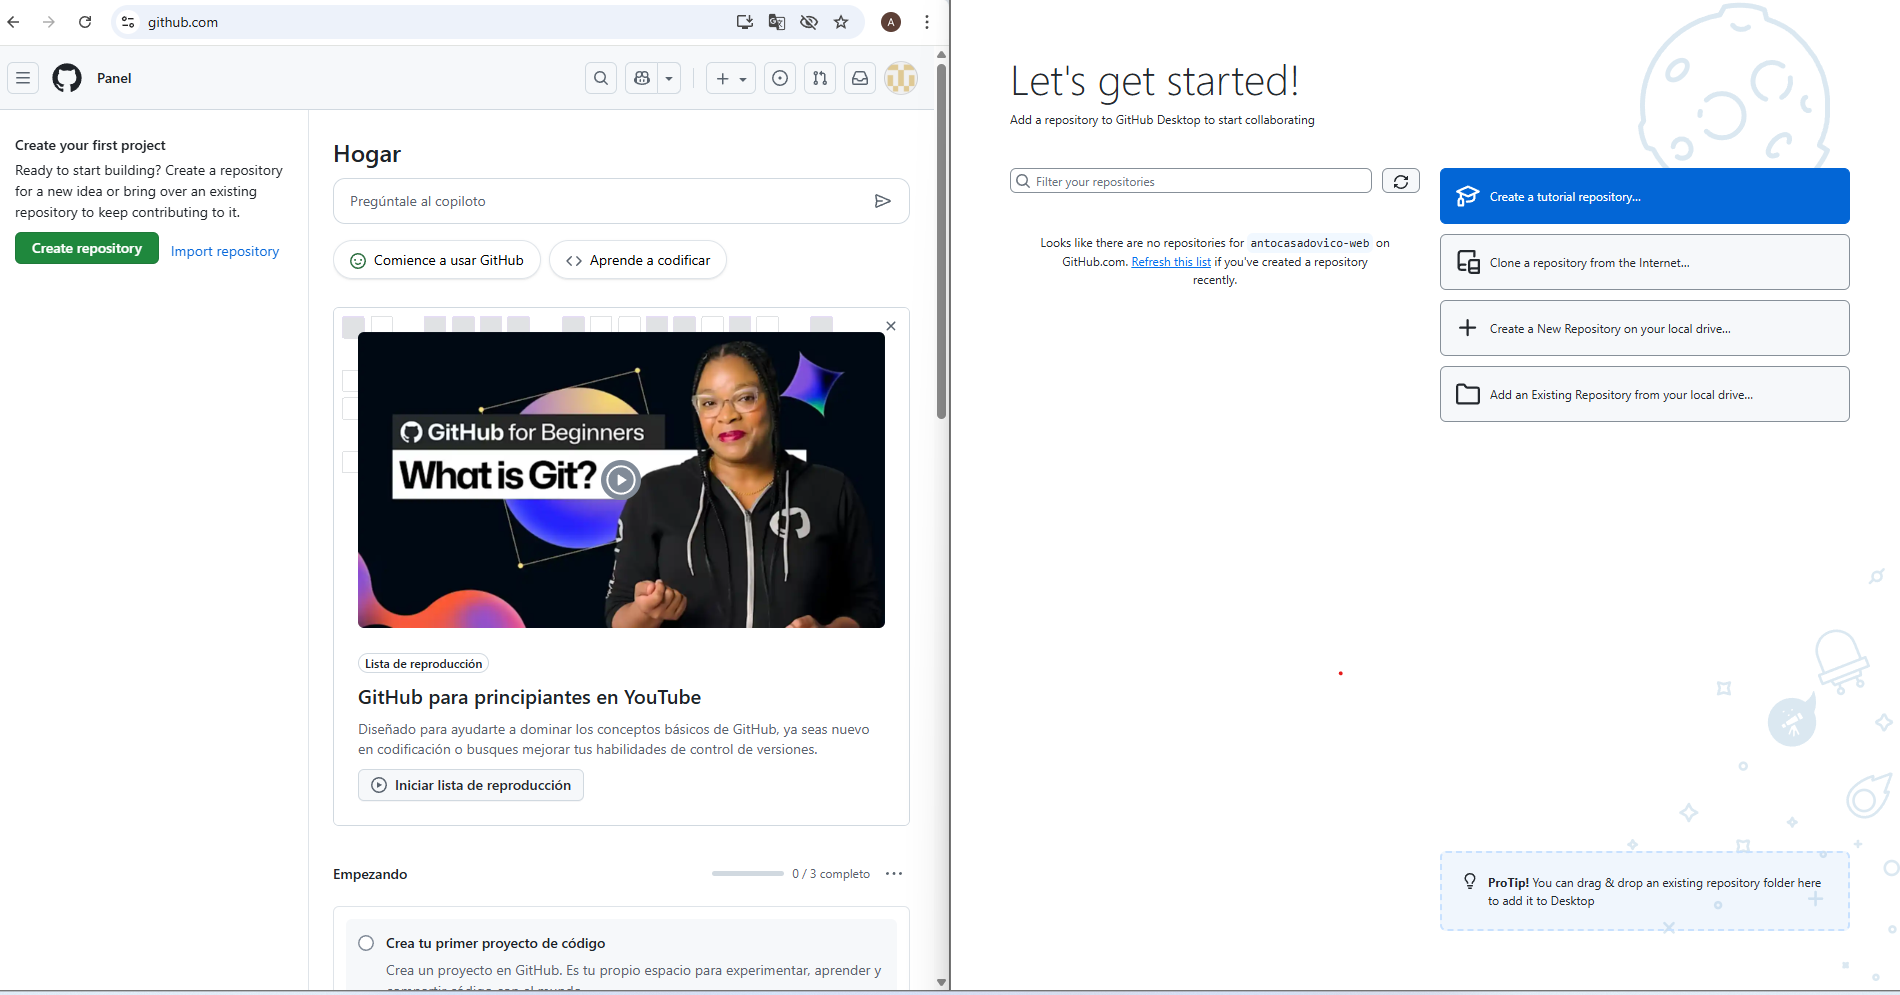 github.com
A
Panel
Create your first project
Ready to start building? Create a repository
for a new idea or bring over an existing
repository to keep contributing to it.
Create repository
Import repository
Hogar
Pregúntale al copiloto
Comience a usar GitHub
Aprende a codificar
GitHub for Beginners
What is Git?
Lista de reproducción
GitHub para principiantes en YouTube
Diseñado para ayudarte a dominar los conceptos básicos de GitHub, ya seas nuevo
en codificación o busques mejorar tus habilidades de control de versiones.
Iniciar lista de reproducción
Empezando
0 / 3 completo
Crea tu primer proyecto de código
Crea un proyecto en GitHub. Es tu propio espacio para experimentar, aprender y
compartir código con el mundo.
Let's get started!
Add a repository to GitHub Desktop to start collaborating
Filter your repositories
Looks like there are no repositories for antocasadovico-web on
GitHub.com. Refresh this list if you've created a repository
recently.
Create a tutorial repository...
Clone a repository from the Internet...
Create a New Repository on your local drive...
Add an Existing Repository from your local drive...
ProTip! You can drag & drop an existing repository folder here
to add it to Desktop